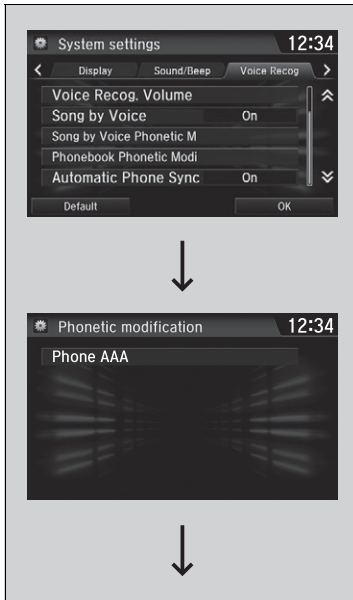 System settings 12:34
< Display Sound/Beep Voice Recog >
Voice Recog. Volume
Song by Voice On
Song by Voice Phonetic M
Phonebook Phonetic Modi
Automatic Phone Sync On
Default OK
Phonetic modification 12:34
Phone AAA